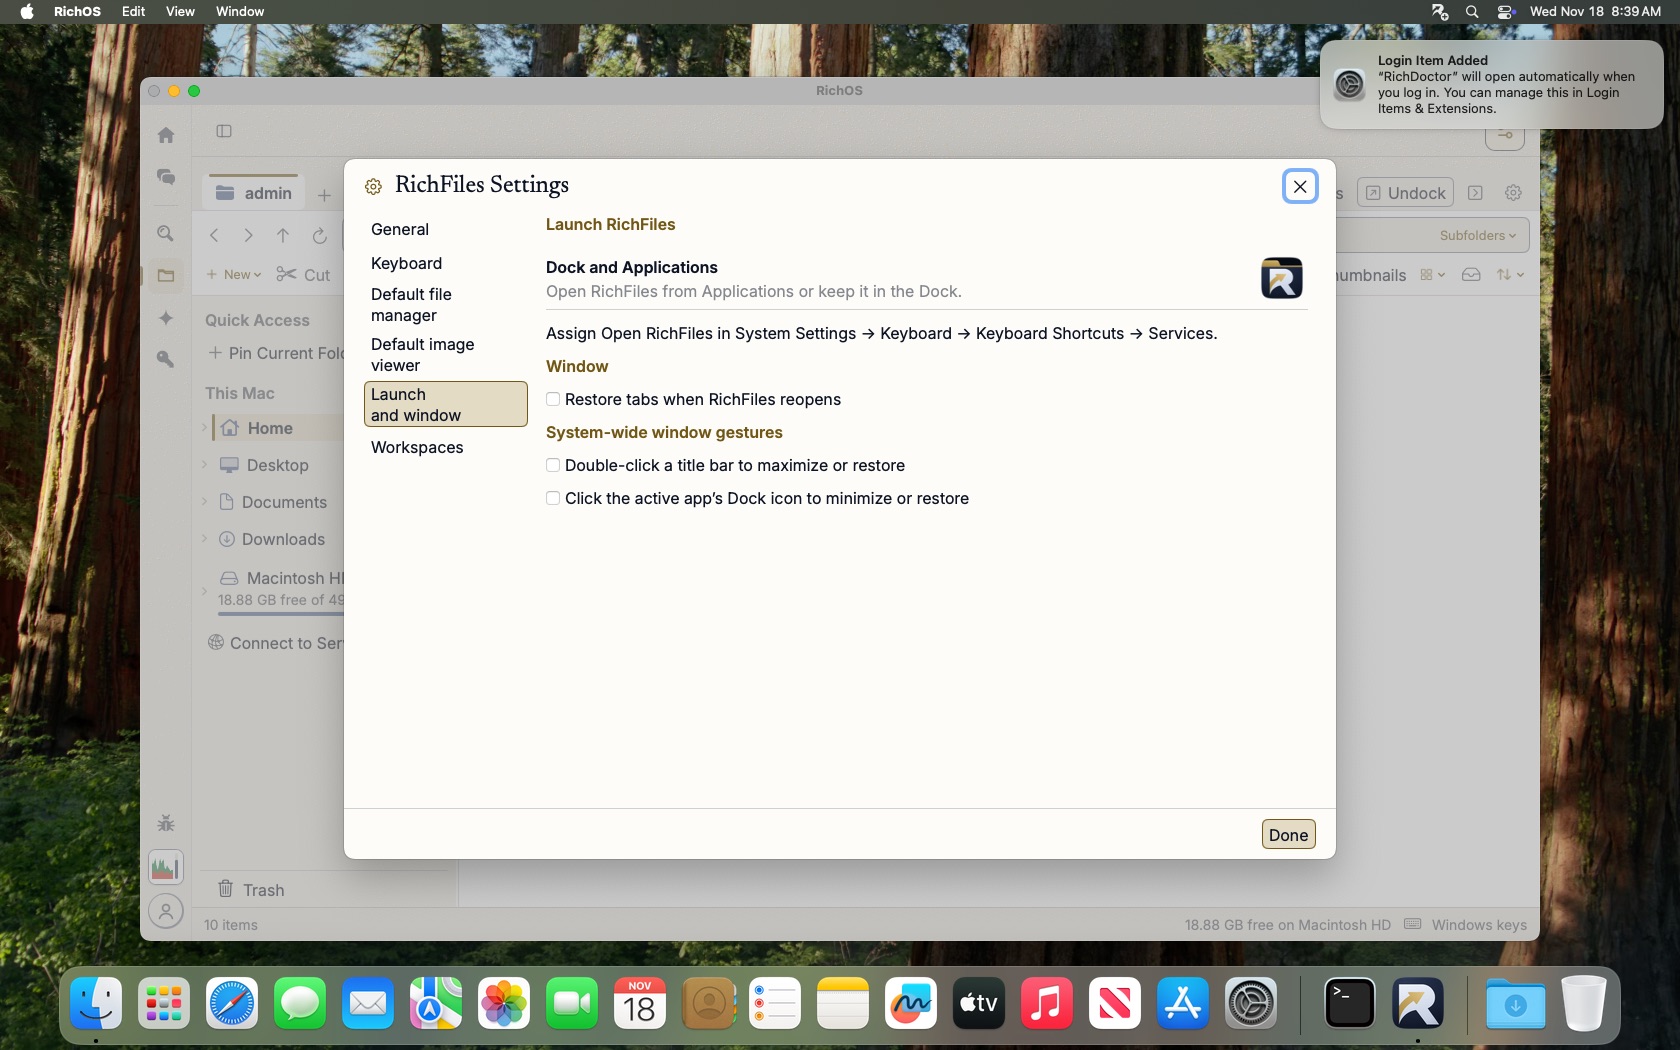 RichOS Edit View Window
Wed Nov 18 8:39 AM
Login Item Added
“RichDoctor” will open automatically when
you log in. You can manage this in Login
Items & Extensions.
RichOS
admin
Undock
Subfolders
New
Cut
Quick Access
Pin Current
This Mac
Home
Desktop
Documents
Downloads
Macintosh
18.88 GB free of
Connect to
Trash
10 items
18.88 GB free on Macintosh HD
Windows keys
RichFiles Settings
General
Keyboard
Default file
manager
Default image
viewer
Launch
and window
Workspaces
Launch RichFiles
Dock and Applications
Open RichFiles from Applications or keep it in the Dock.
Assign Open RichFiles in System Settings → Keyboard → Keyboard Shortcuts → Services.
Window
Restore tabs when RichFiles reopens
System-wide window gestures
Double-click a title bar to maximize or restore
Click the active app’s Dock icon to minimize or restore
Done
NOV
18
tv